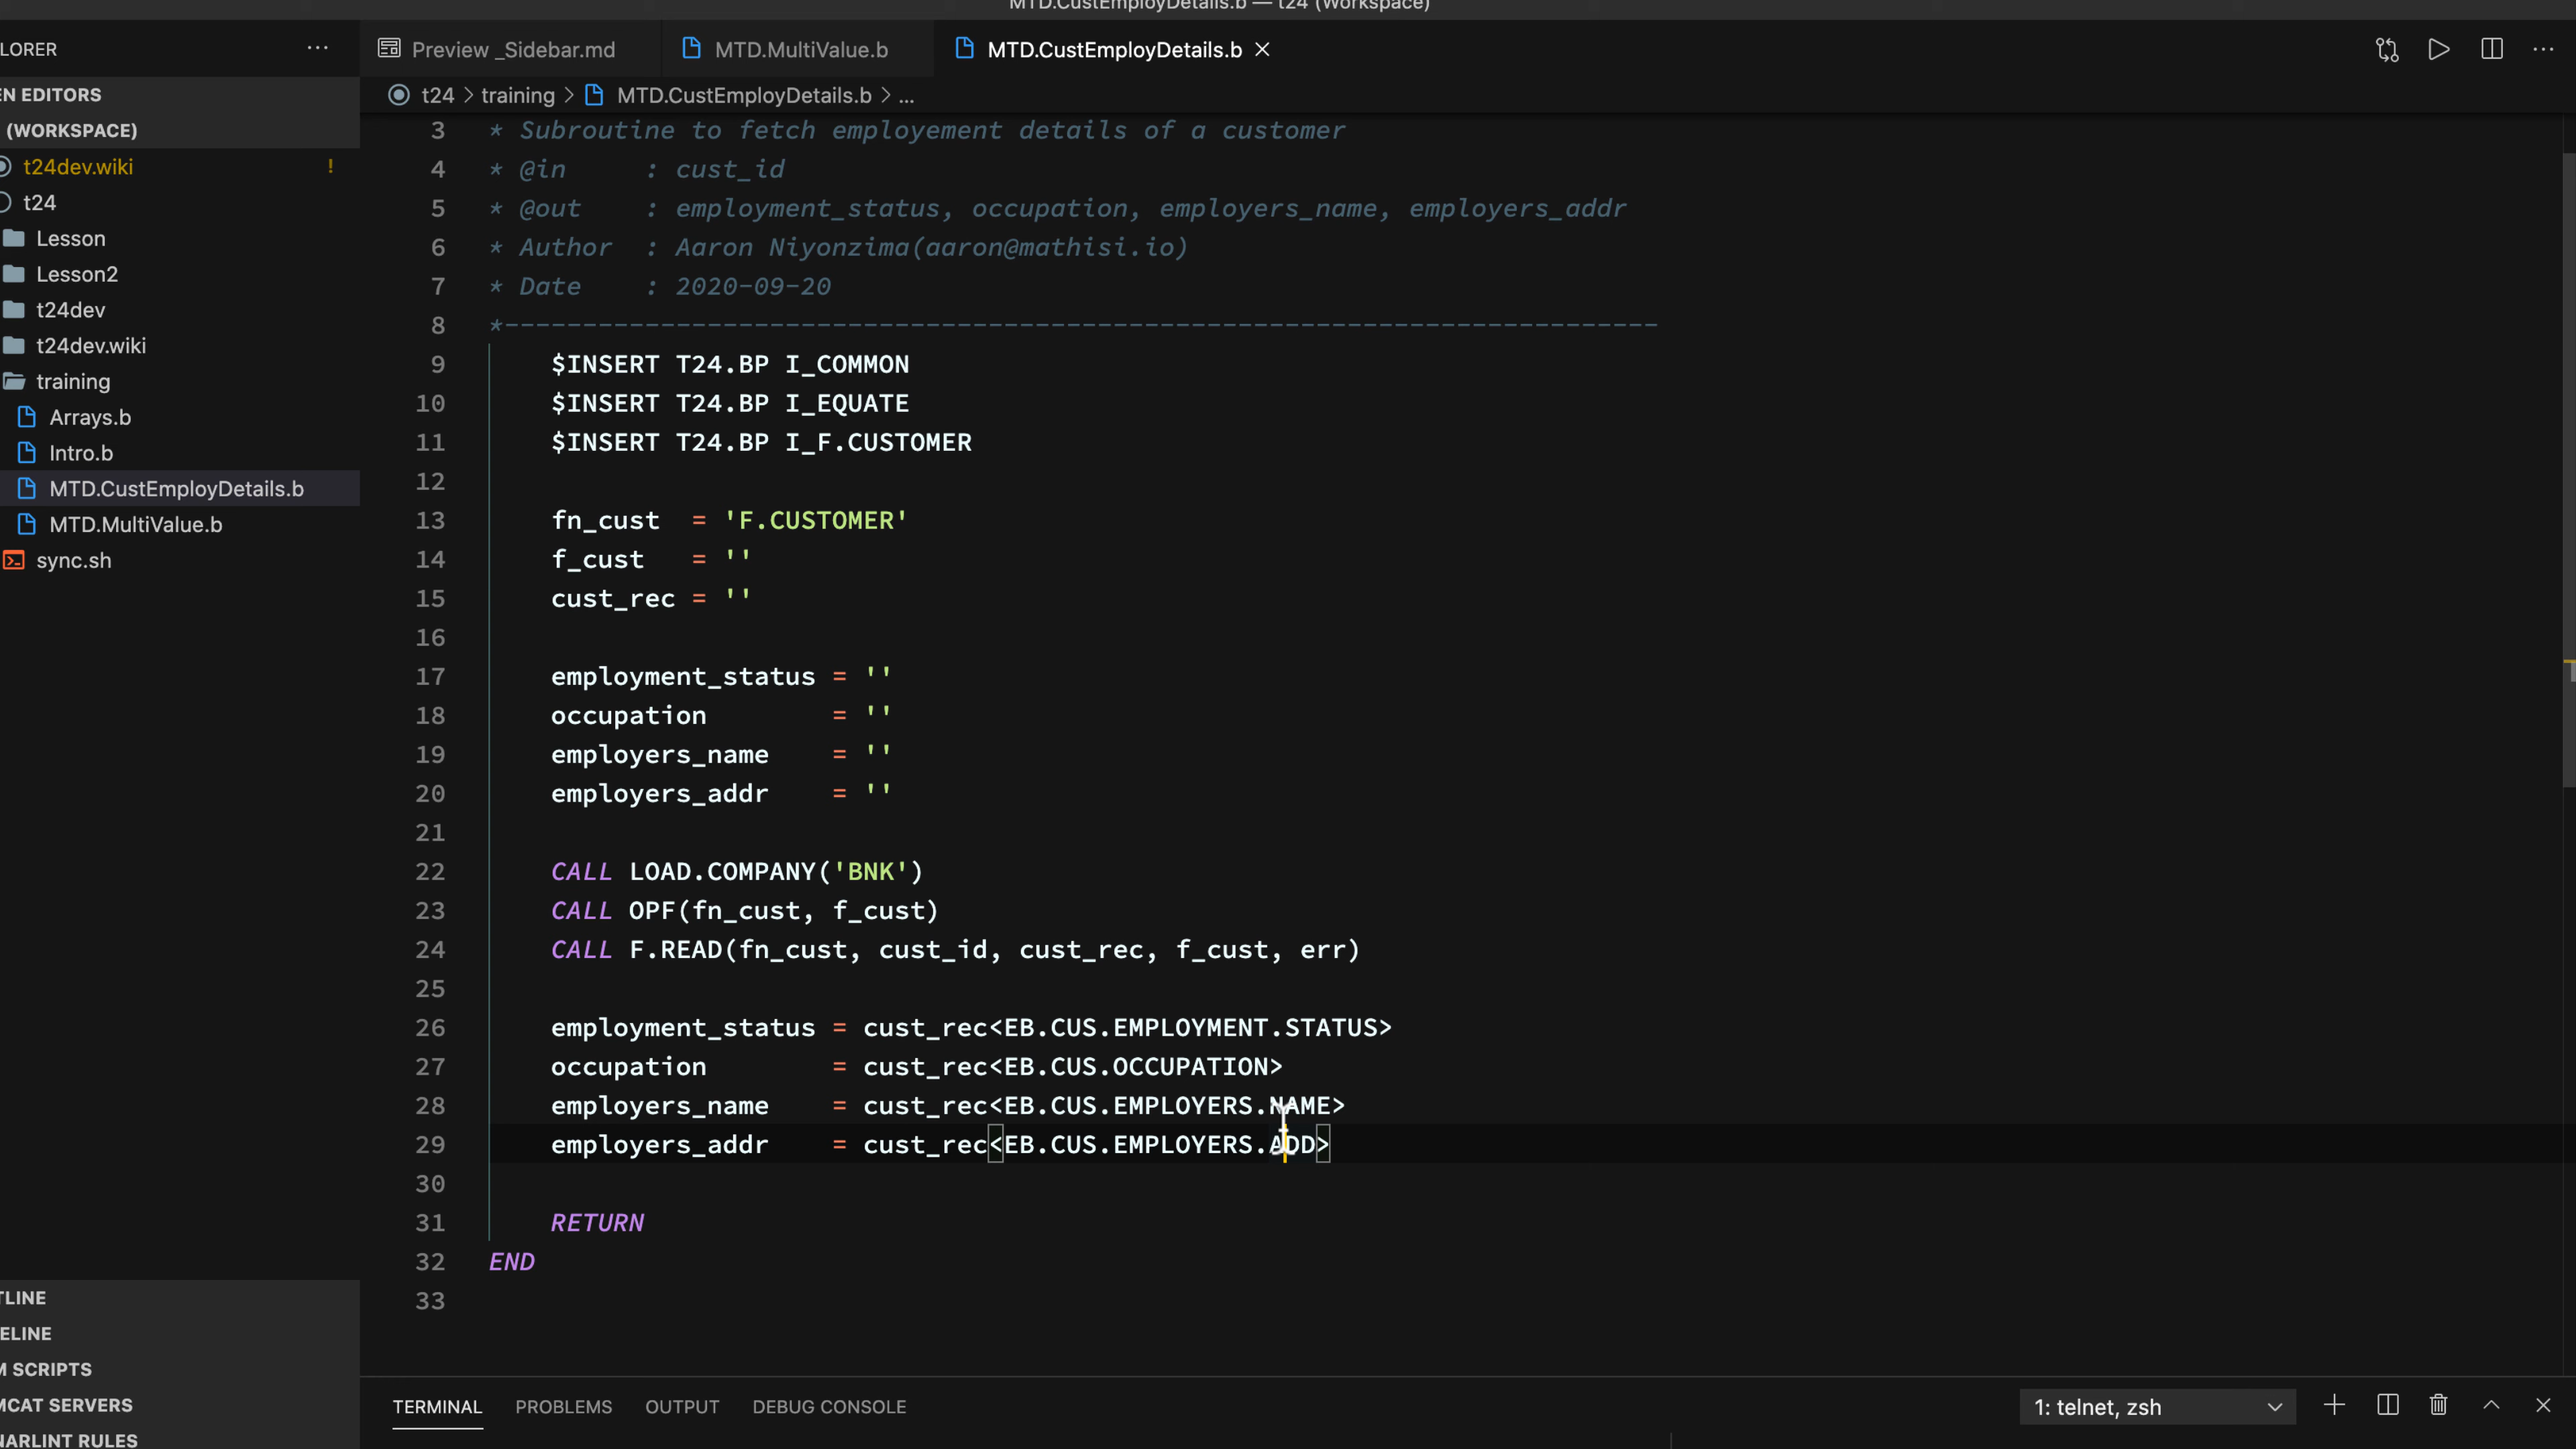 MTD.CustEmployDetails.b — t24 (Workspace)
LORER
Preview _Sidebar.md
MTD.MultiValue.b
MTD.CustEmployDetails.b
EN EDITORS
(WORKSPACE)
t24dev.wiki !
t24
Lesson
Lesson2
t24dev
t24dev.wiki
training
Arrays.b
Intro.b
MTD.CustEmployDetails.b
MTD.MultiValue.b
sync.sh
TLINE
ELINE
M SCRIPTS
MCAT SERVERS
NARLINT RULES
t24 > training > MTD.CustEmployDetails.b > ...
3 * Subroutine to fetch employement details of a customer
4 * @in : cust_id
5 * @out : employment_status, occupation, employers_name, employers_addr
6 * Author : Aaron Niyonzima(aaron@mathisi.io)
7 * Date : 2020-09-20
8 *--------------------------------------------------------------------------
9 $INSERT T24.BP I_COMMON
10 $INSERT T24.BP I_EQUATE
11 $INSERT T24.BP I_F.CUSTOMER
12
13 fn_cust = 'F.CUSTOMER'
14 f_cust = ''
15 cust_rec = ''
16
17 employment_status = ''
18 occupation = ''
19 employers_name = ''
20 employers_addr = ''
21
22 CALL LOAD.COMPANY('BNK')
23 CALL OPF(fn_cust, f_cust)
24 CALL F.READ(fn_cust, cust_id, cust_rec, f_cust, err)
25
26 employment_status = cust_rec<EB.CUS.EMPLOYMENT.STATUS>
27 occupation = cust_rec<EB.CUS.OCCUPATION>
28 employers_name = cust_rec<EB.CUS.EMPLOYERS.NAME>
29 employers_addr = cust_rec<EB.CUS.EMPLOYERS.ADD>
30
31 RETURN
32 END
33
TERMINAL PROBLEMS OUTPUT DEBUG CONSOLE
1: telnet, zsh